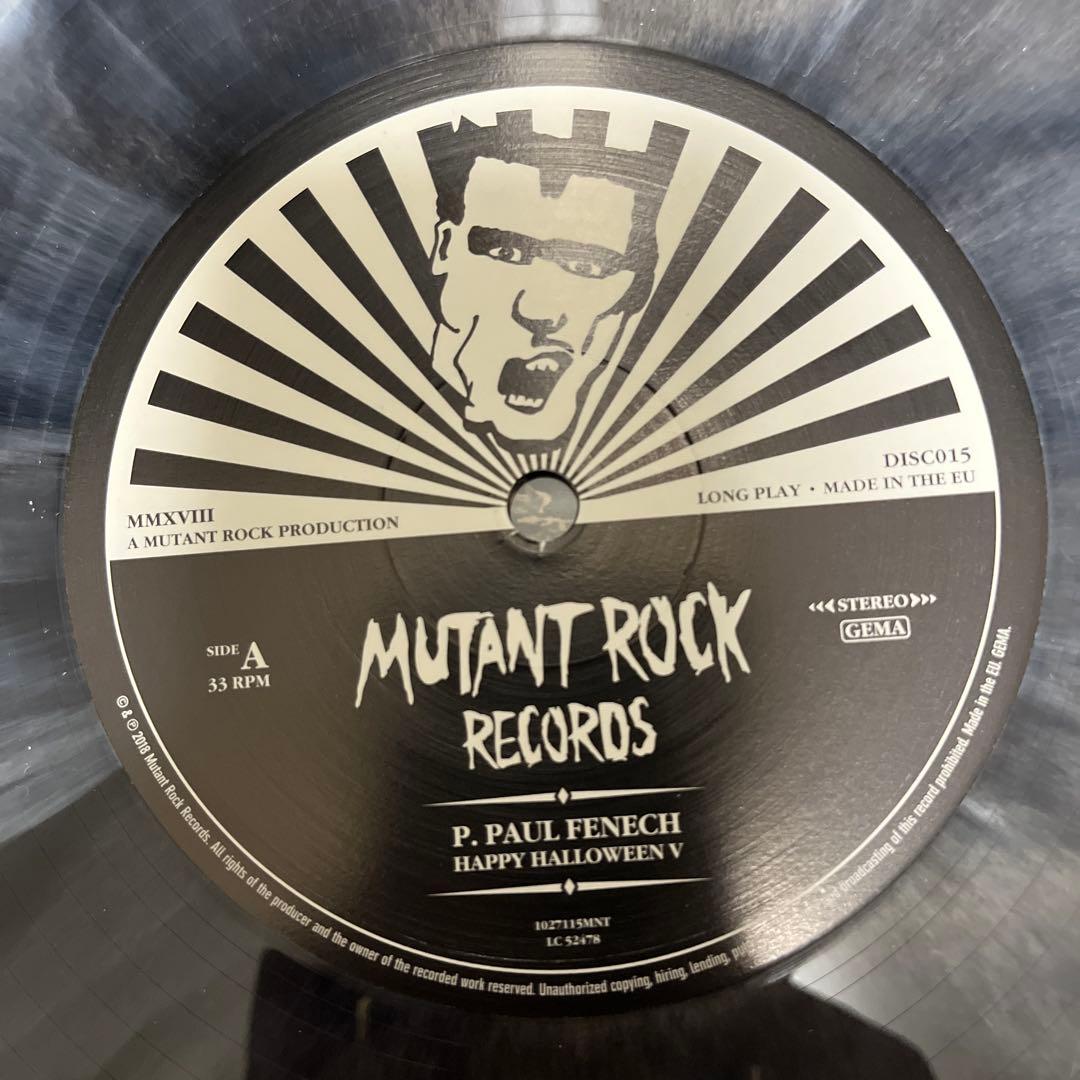 DISC015
LONG PLAY • MADE IN THE EU
MMXVIII
A MUTANT ROCK PRODUCTION
STEREO
GEMA
SIDE A
33 RPM
MUTANT ROCK
RECORDS
P. PAUL FENECH
HAPPY HALLOWEEN V
1027115MNT
LC 52478
© & ℗ 2018 Mutant Rock Records. All rights of the producer and the owner of the recorded work reserved. Unauthorized copying, hiring, lending, broadcasting of this record prohibited. Made in the EU. GEMA.